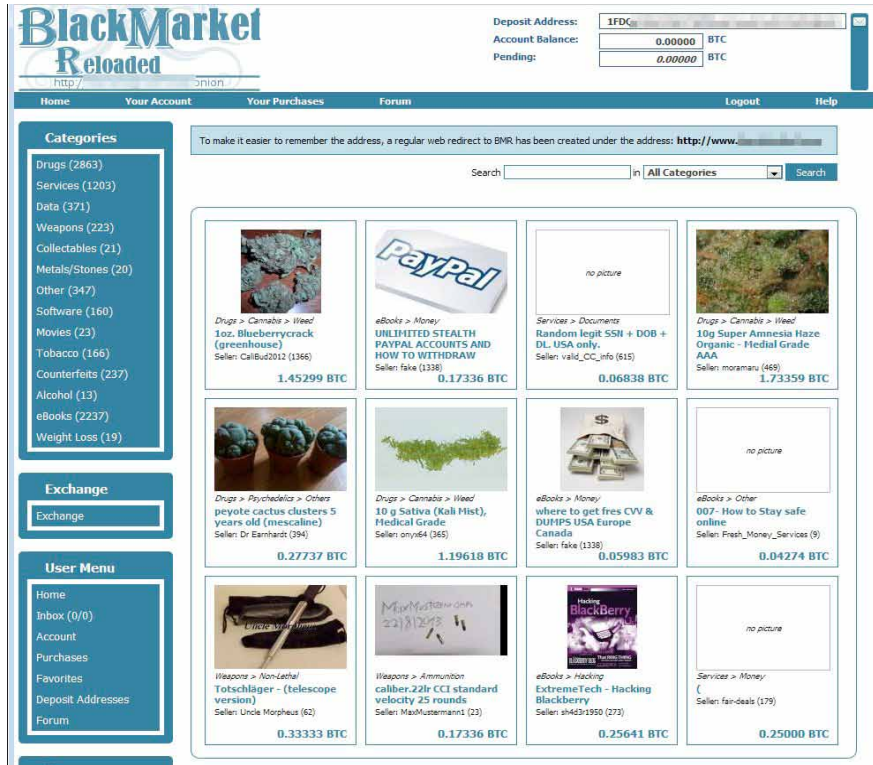 BlackMarket
Reloaded
http:/ onion
Deposit Address: 1FDC
Account Balance: 0.00000 BTC
Pending: 0.00000 BTC
Home Your Account Your Purchases Forum Logout Help
Categories
Drugs (2863)
Services (1203)
Data (371)
Weapons (223)
Collectables (21)
Metals/Stones (20)
Other (347)
Software (160)
Movies (23)
Tobacco (166)
Counterfeits (237)
Alcohol (13)
eBooks (2237)
Weight Loss (19)
Exchange
Exchange
User Menu
Home
Inbox (0/0)
Account
Purchases
Favorites
Deposit Addresses
Forum
To make it easier to remember the address, a regular web redirect to BMR has been created under the address: http://www.
Search in All Categories Search
Drugs > Cannabis > Weed
1oz. Blueberrycrack
(greenhouse)
Seller: CaliBud2012 (1366)
1.45299 BTC
PayPal
eBooks > Money
UNLIMITED STEALTH
PAYPAL ACCOUNTS AND
HOW TO WITHDRAW
Seller: fake (1338)
0.17336 BTC
no picture
Services > Documents
Random legit SSN + DOB +
DL. USA only.
Seller: valid_CC_info (615)
0.06838 BTC
Drugs > Cannabis > Weed
10g Super Amnesia Haze
Organic - Medial Grade
AAA
Seller: moramaru (469)
1.73359 BTC
Drugs > Psychedelics > Others
peyote cactus clusters 5
years old (mescaline)
Seller: Dr Earnhardt (394)
0.27737 BTC
Drugs > Cannabis > Weed
10 g Sativa (Kali Mist),
Medical Grade
Seller: onyx64 (365)
1.19618 BTC
$
eBooks > Money
where to get fres CVV &
DUMPS USA Europe
Canada
Seller: fake (1338)
0.05983 BTC
no picture
eBooks > Other
007- How to Stay safe
online
Seller: Fresh_Money_Services (9)
0.04274 BTC
Uncle Morpheus
Weapons > Non-Lethal
Totschläger - (telescope
version)
Seller: Uncle Morpheus (62)
0.33333 BTC
MaxMustermann
22/8/2013
Weapons > Ammunition
caliber.22lr CCI standard
velocity 25 rounds
Seller: MaxMustermann1 (23)
0.17336 BTC
Hacking
BlackBerry
eBooks > Hacking
ExtremeTech - Hacking
Blackberry
Seller: sh4d3r1950 (273)
0.25641 BTC
no picture
Services > Money
(
Seller: fair-deals (179)
0.25000 BTC